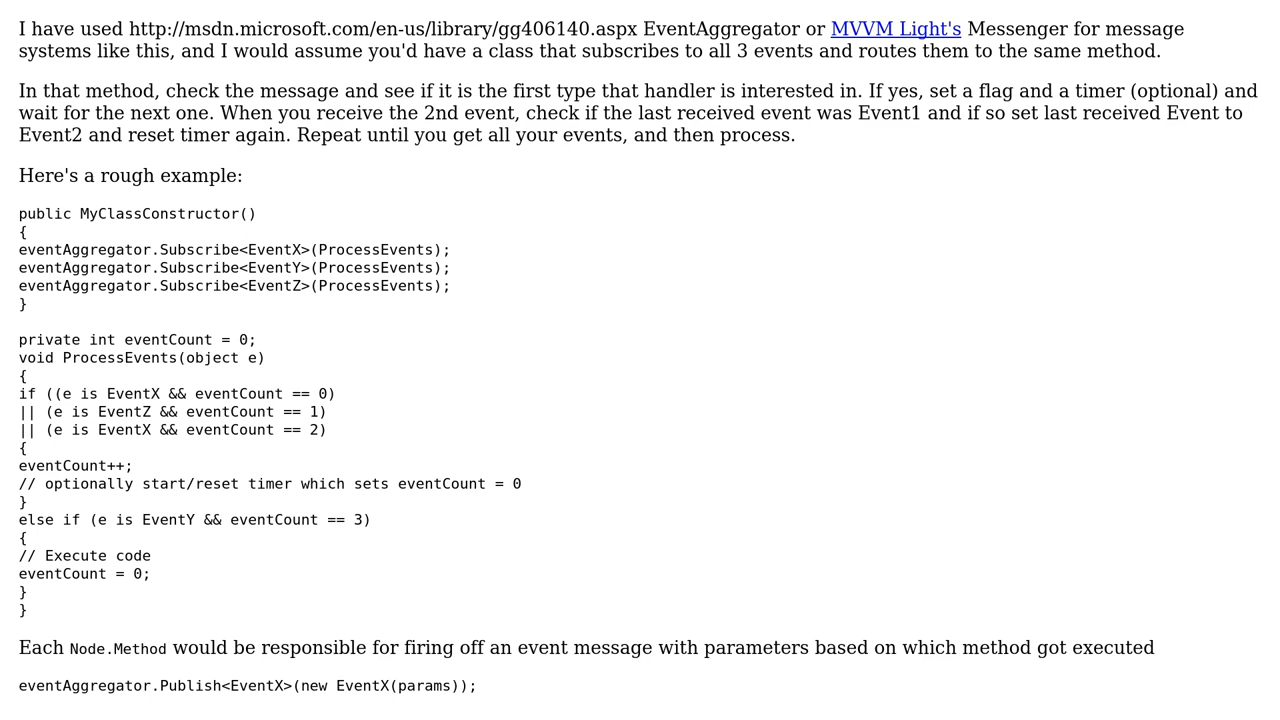 I have used http://msdn.microsoft.com/en-us/library/gg406140.aspx EventAggregator or MVVM Light's Messenger for message
systems like this, and I would assume you'd have a class that subscribes to all 3 events and routes them to the same method.
In that method, check the message and see if it is the first type that handler is interested in. If yes, set a flag and a timer (optional) and
wait for the next one. When you receive the 2nd event, check if the last received event was Event1 and if so set last received Event to
Event2 and reset timer again. Repeat until you get all your events, and then process.
Here's a rough example:
public MyClassConstructor()
{
eventAggregator.Subscribe<EventX>(ProcessEvents);
eventAggregator.Subscribe<EventY>(ProcessEvents);
eventAggregator.Subscribe<EventZ>(ProcessEvents);
}
private int eventCount = 0;
void ProcessEvents(object e)
{
if ((e is EventX && eventCount == 0)
|| (e is EventZ && eventCount == 1)
|| (e is EventX && eventCount == 2)
{
eventCount++;
// optionally start/reset timer which sets eventCount = 0
}
else if (e is EventY && eventCount == 3)
{
// Execute code
eventCount = 0;
}
}
Each Node.Method would be responsible for firing off an event message with parameters based on which method got executed
eventAggregator.Publish<EventX>(new EventX(params));